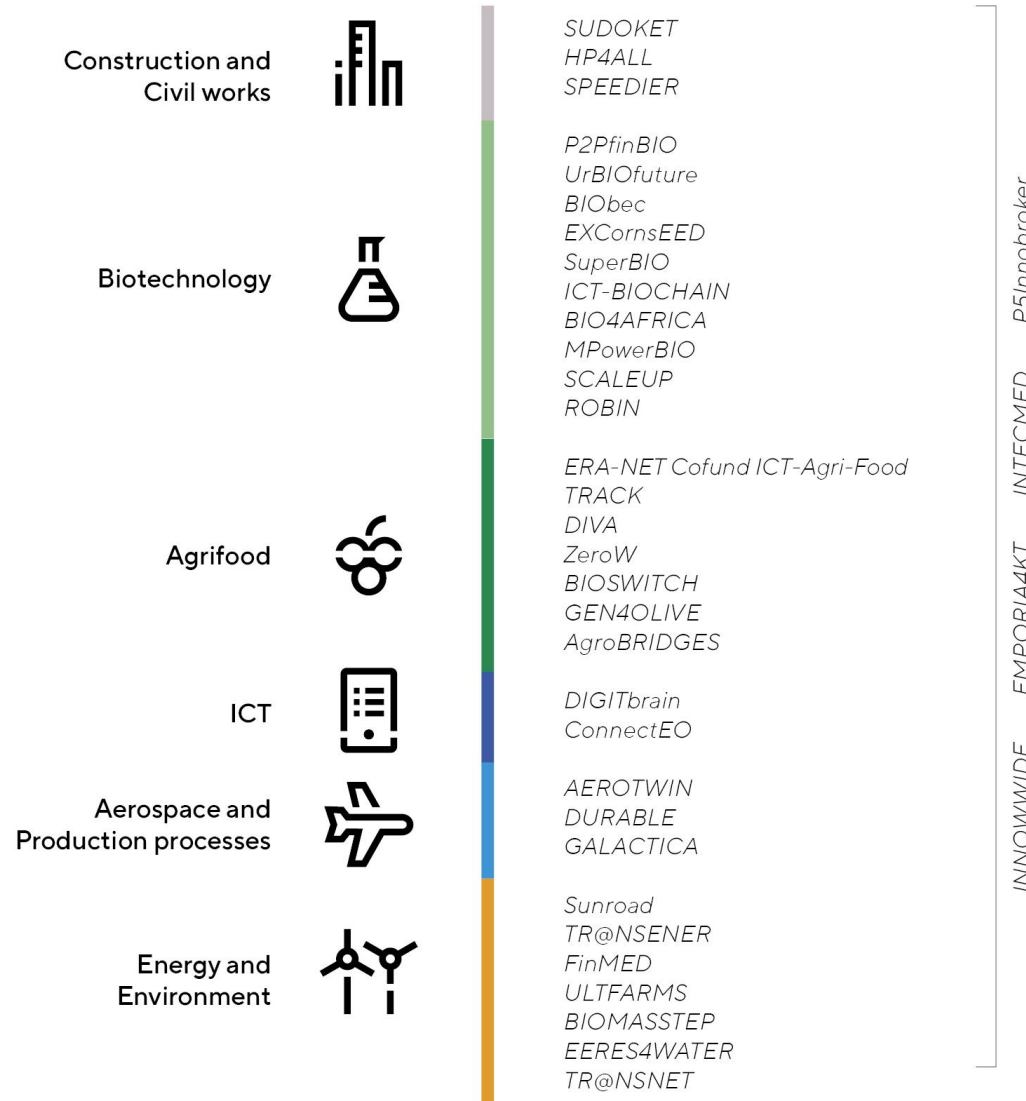 Construction and
Civil works
SUDOKET
HP4ALL
SPEEDIER
Biotechnology
P2PfinBIO
UrBIOfuture
BIObec
EXCornsEED
SuperBIO
ICT-BIOCHAIN
BIO4AFRICA
MPowerBIO
SCALEUP
ROBIN
Agrifood
ERA-NET Cofund ICT-Agri-Food
TRACK
DIVA
ZeroW
BIOSWITCH
GEN4OLIVE
AgroBRIDGES
ICT
DIGITbrain
ConnectEO
Aerospace and
Production processes
AEROTWIN
DURABLE
GALACTICA
Energy and
Environment
Sunroad
TR@NSENER
FinMED
ULTFARMS
BIOMASSTEP
EERES4WATER
TR@NSNET
INNOWWIDE EMPORIA4KT INTECMED P5Innobroker